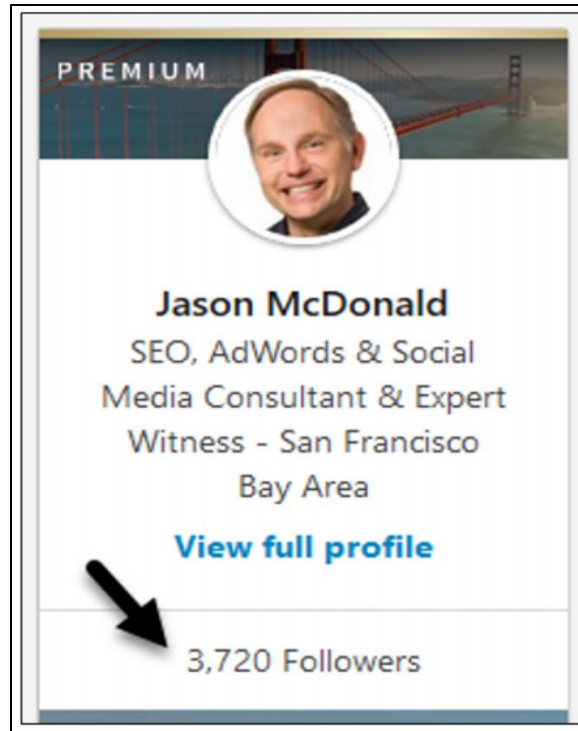 PREMIUM
Jason McDonald
SEO, AdWords & Social
Media Consultant & Expert
Witness - San Francisco
Bay Area
View full profile
3,720 Followers